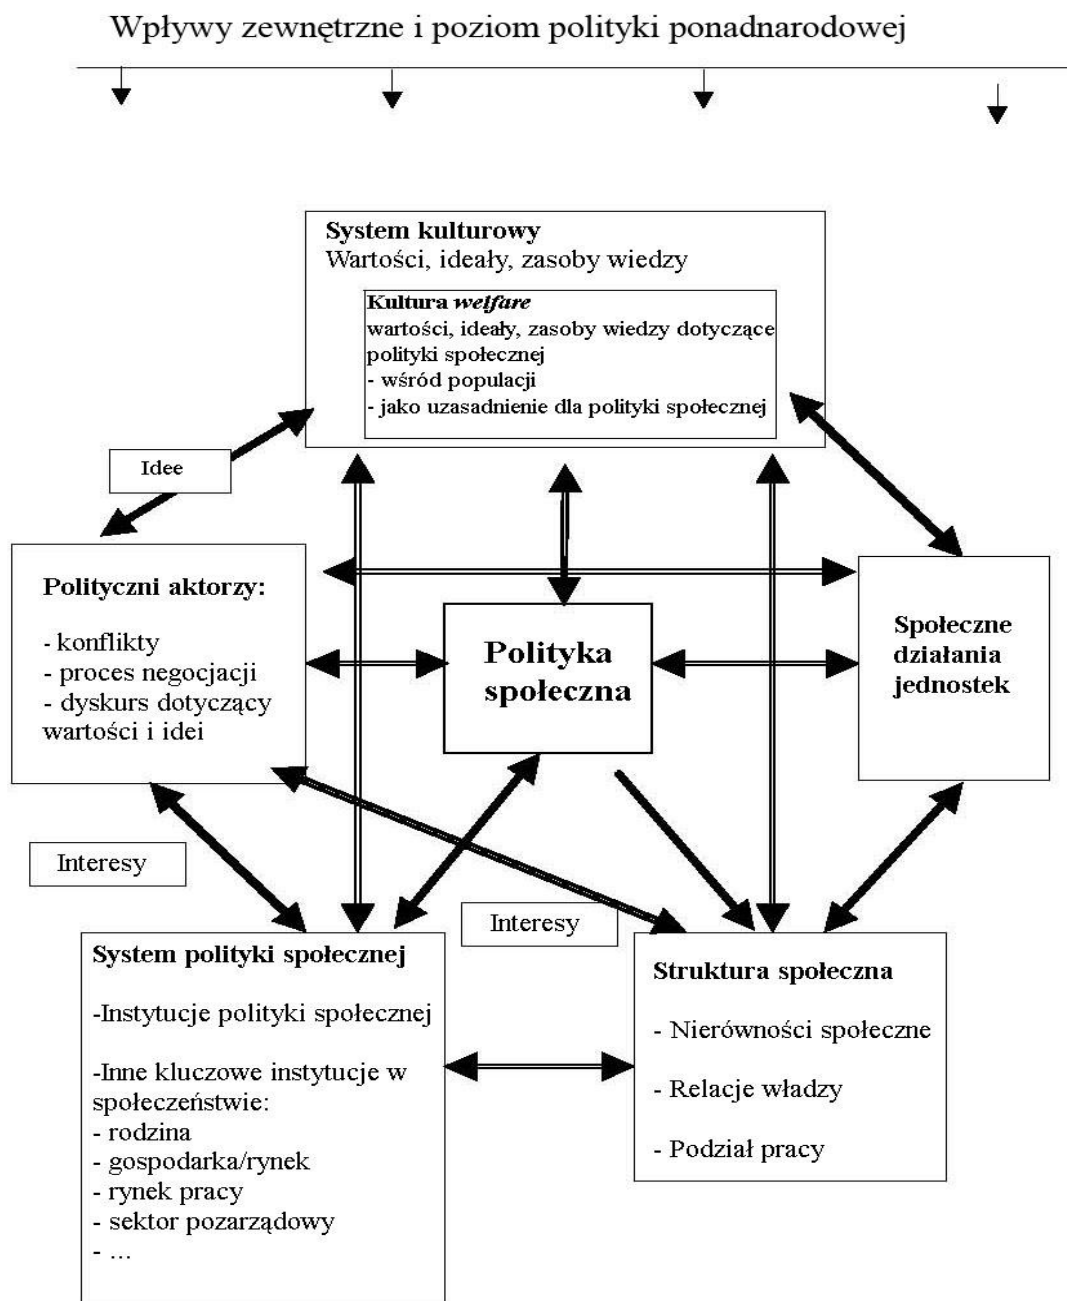 Wpływy zewnętrzne i poziom polityki ponadnarodowej
System kulturowy
Wartości, ideały, zasoby wiedzy
Kultura welfare
wartości, ideały, zasoby wiedzy dotyczące
polityki społecznej
- wśród populacji
- jako uzasadnienie dla polityki społecznej
Idee
Polityczni aktorzy:
- konflikty
- proces negocjacji
- dyskurs dotyczący
wartości i idei
Polityka
społeczna
Społeczne
działania
jednostek
Interesy
Interesy
System polityki społecznej
-Instytucje polityki społecznej
-Inne kluczowe instytucje w
społeczeństwie:
- rodzina
- gospodarka/rynek
- rynek pracy
- sektor pozarządowy
- ...
Struktura społeczna
- Nierówności społeczne
- Relacje władzy
- Podział pracy